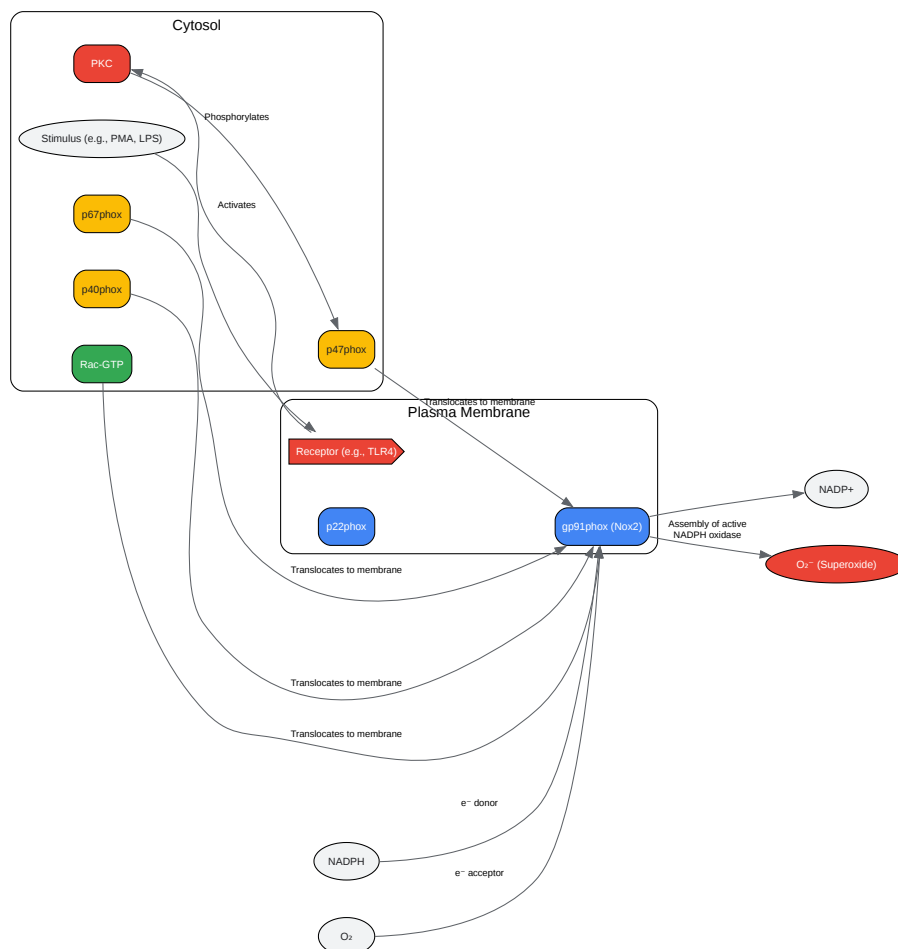 Cytosol
PKC
Phosphorylates
Stimulus (e.g., PMA, LPS)
Activates
p67phox
p40phox
p47phox
Rac-GTP
Translocates to membrane
Plasma Membrane
Receptor (e.g., TLR4)
p22phox
gp91phox (Nox2)
NADP+
Assembly of active
NADPH oxidase
O₂⁻ (Superoxide)
Translocates to membrane
Translocates to membrane
Translocates to membrane
e⁻ donor
NADPH
e⁻ acceptor
O₂